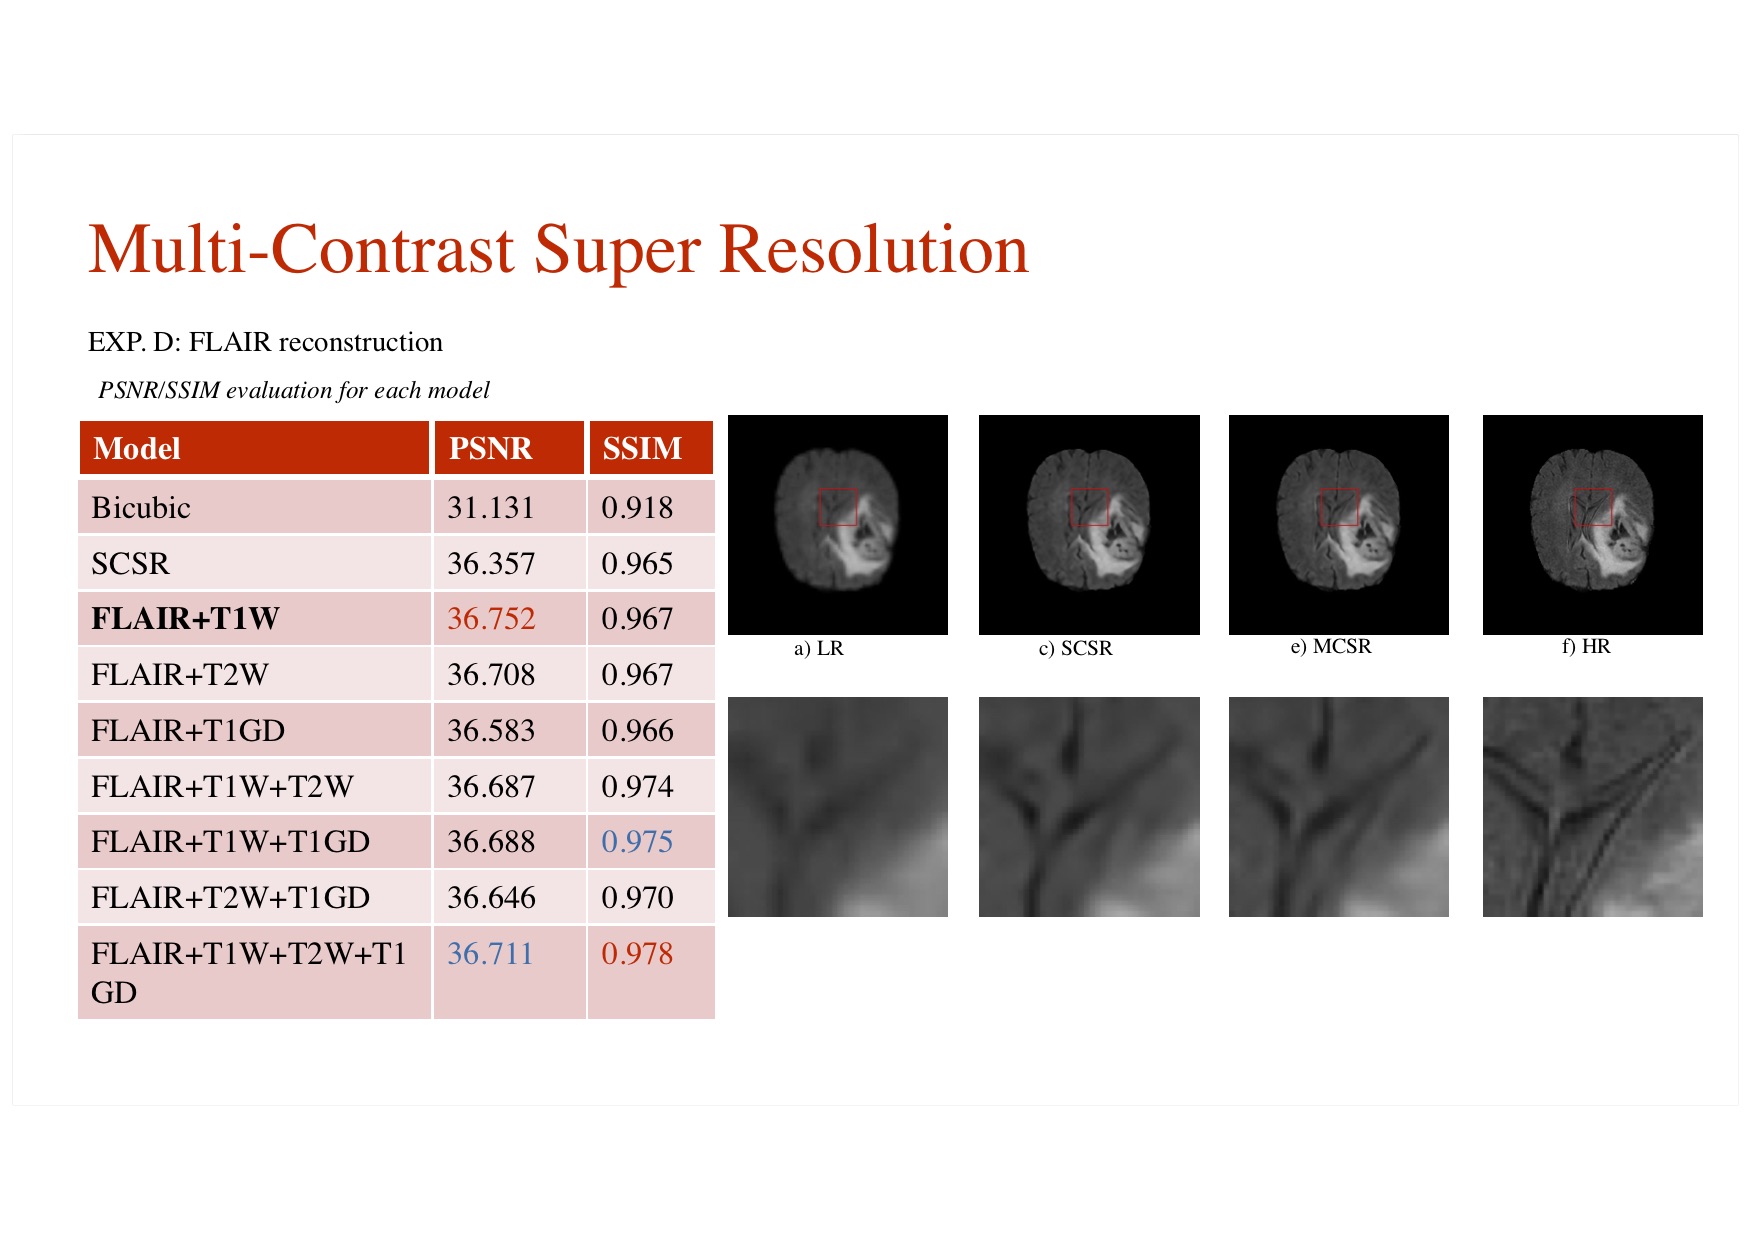 Multi-Contrast Super Resolution
EXP. D: FLAIR reconstruction
PSNR/SSIM evaluation for each model
Model PSNR SSIM
Bicubic 31.131 0.918
SCSR 36.357 0.965
FLAIR+T1W 36.752 0.967
FLAIR+T2W 36.708 0.967
FLAIR+T1GD 36.583 0.966
FLAIR+T1W+T2W 36.687 0.974
FLAIR+T1W+T1GD 36.688 0.975
FLAIR+T2W+T1GD 36.646 0.970
FLAIR+T1W+T2W+T1 36.711 0.978
GD
a) LR
c) SCSR
e) MCSR
f) HR